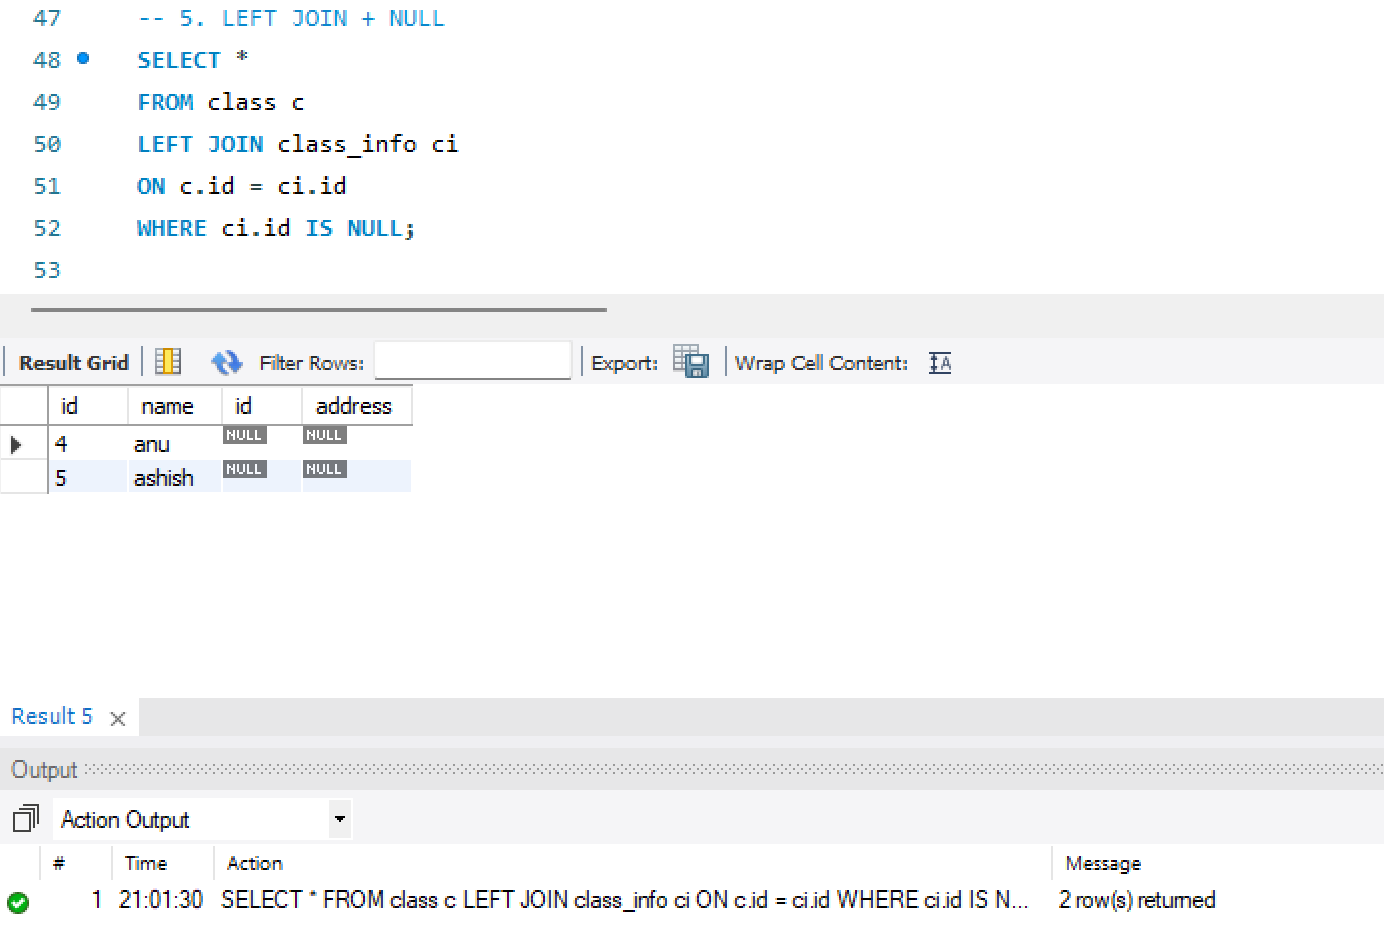 47 -- 5. LEFT JOIN + NULL
48 SELECT *
49 FROM class c
50 LEFT JOIN class_info ci
51 ON c.id = ci.id
52 WHERE ci.id IS NULL;
53
Result Grid Filter Rows: Export: Wrap Cell Content: IA
id name id address
4 anu NULL NULL
5 ashish NULL NULL
Result 5
Output
Action Output
# Time Action Message
1 21:01:30 SELECT * FROM class c LEFT JOIN class_info ci ON c.id = ci.id WHERE ci.id IS N... 2 row(s) returned